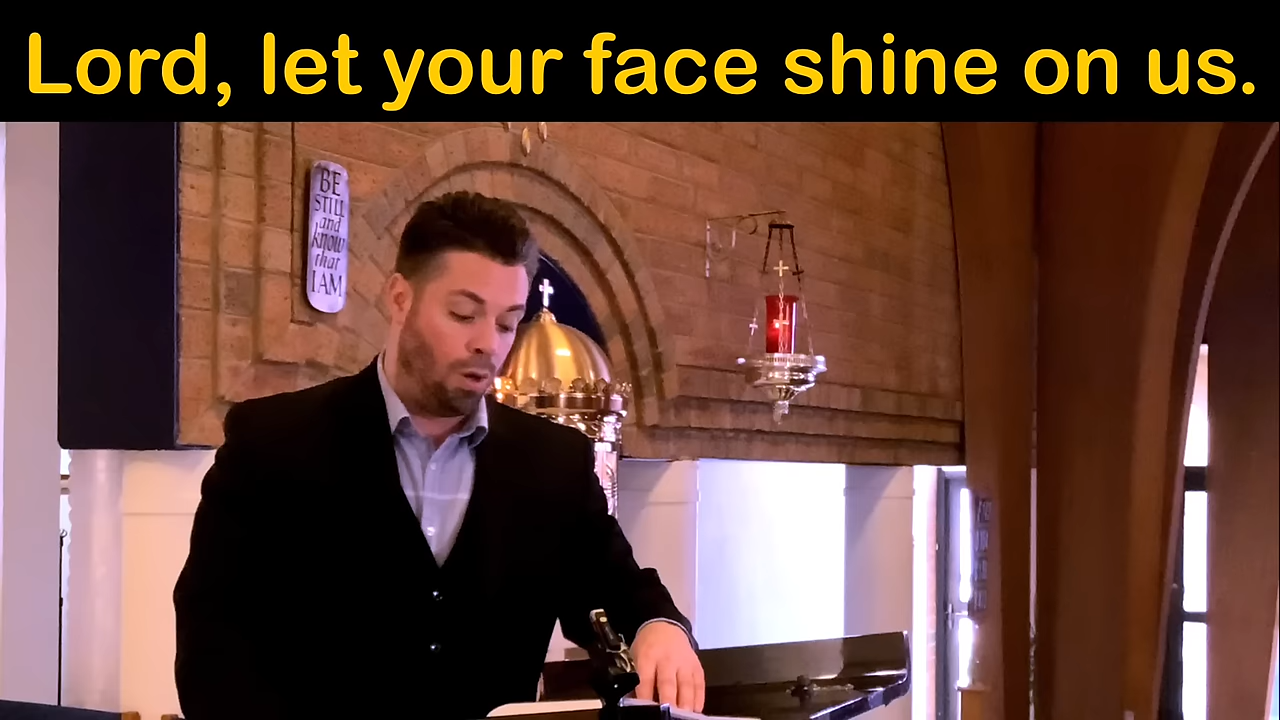 Lord, let your face shine on us.
BE
STILL
and
know
that
I AM